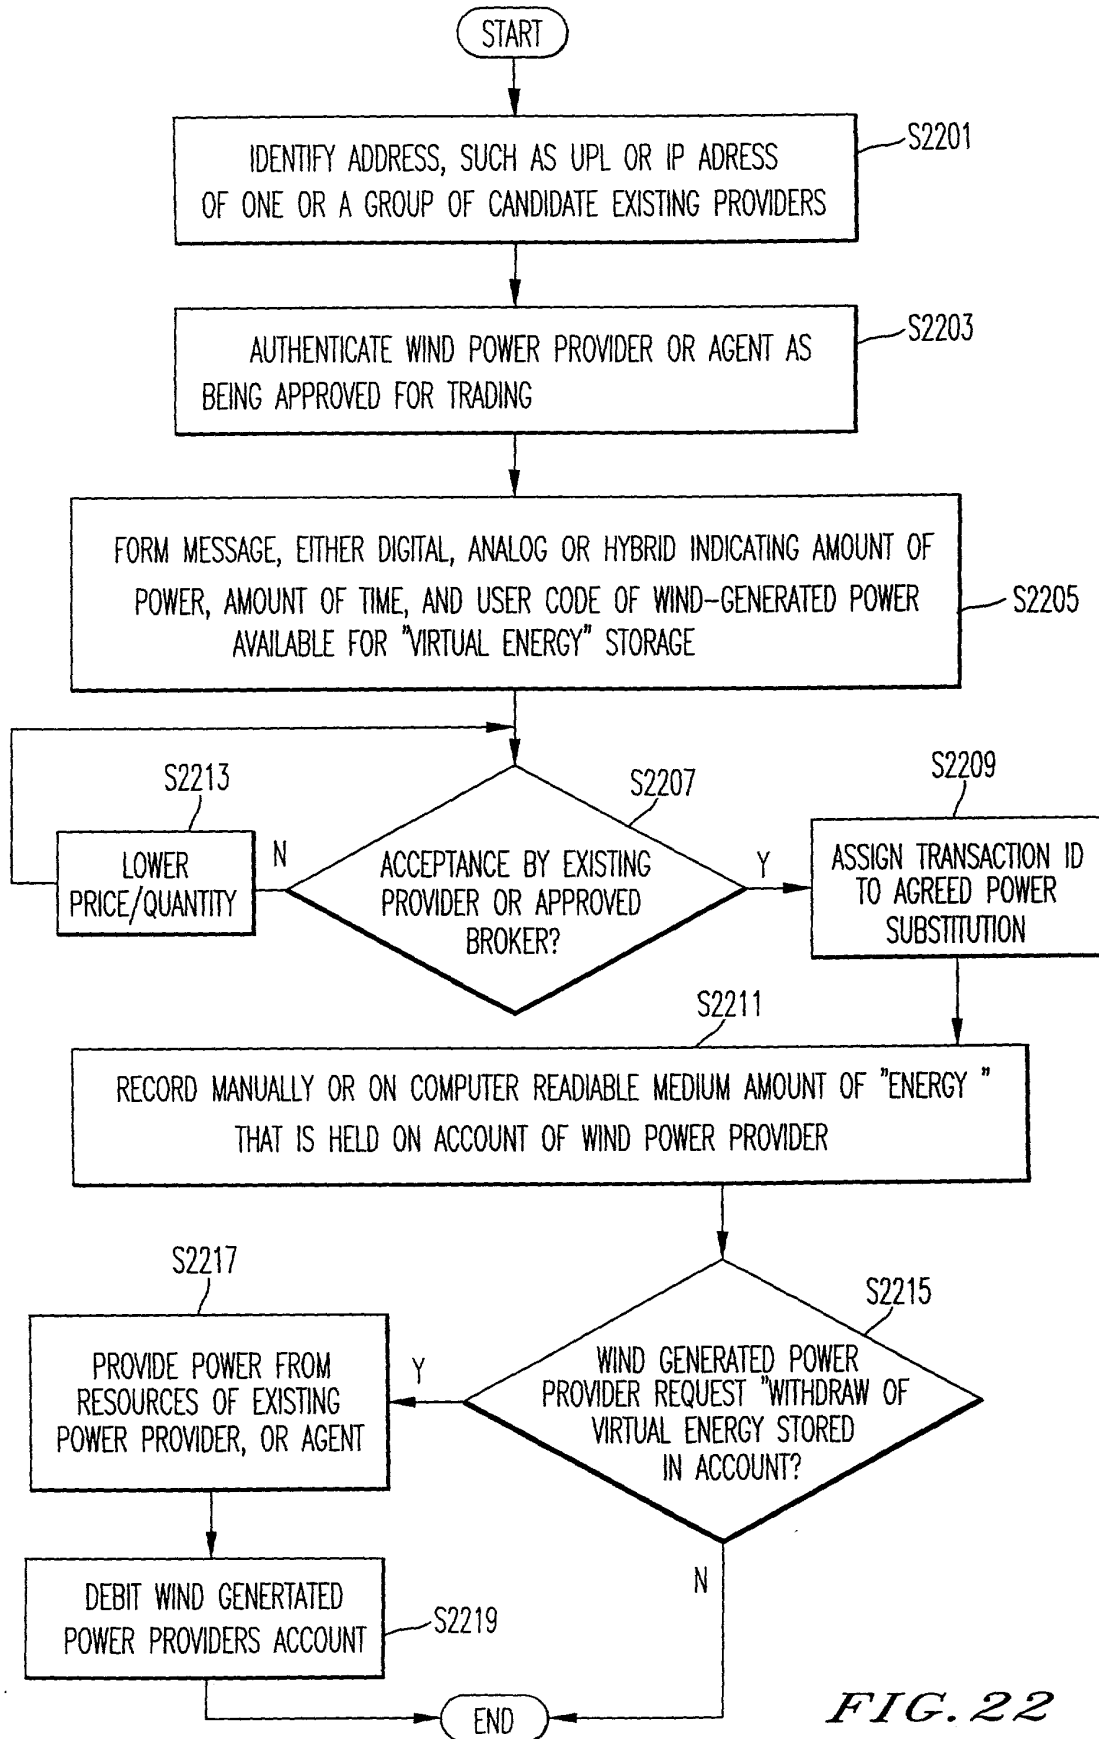 START
S2201
IDENTIFY ADDRESS, SUCH AS UPL OR IP ADRESS
OF ONE OR A GROUP OF CANDIDATE EXISTING PROVIDERS
S2203
AUTHENTICATE WIND POWER PROVIDER OR AGENT AS
BEING APPROVED FOR TRADING
FORM MESSAGE, EITHER DIGITAL, ANALOG OR HYBRID INDICATING AMOUNT OF
POWER, AMOUNT OF TIME, AND USER CODE OF WIND-GENERATED POWER
AVAILABLE FOR "VIRTUAL ENERGY" STORAGE
S2205
S2213
LOWER
PRICE/QUANTITY
N
S2207
ACCEPTANCE BY EXISTING
PROVIDER OR APPROVED
BROKER?
Y
S2209
ASSIGN TRANSACTION ID
TO AGREED POWER
SUBSTITUTION
S2211
RECORD MANUALLY OR ON COMPUTER READIABLE MEDIUM AMOUNT OF "ENERGY "
THAT IS HELD ON ACCOUNT OF WIND POWER PROVIDER
S2215
WIND GENERATED POWER
PROVIDER REQUEST "WITHDRAW OF
VIRTUAL ENERGY STORED
IN ACCOUNT?
Y
S2217
PROVIDE POWER FROM
RESOURCES OF EXISTING
POWER PROVIDER, OR AGENT
N
DEBIT WIND GENERTATED
POWER PROVIDERS ACCOUNT
S2219
END
FIG. 22